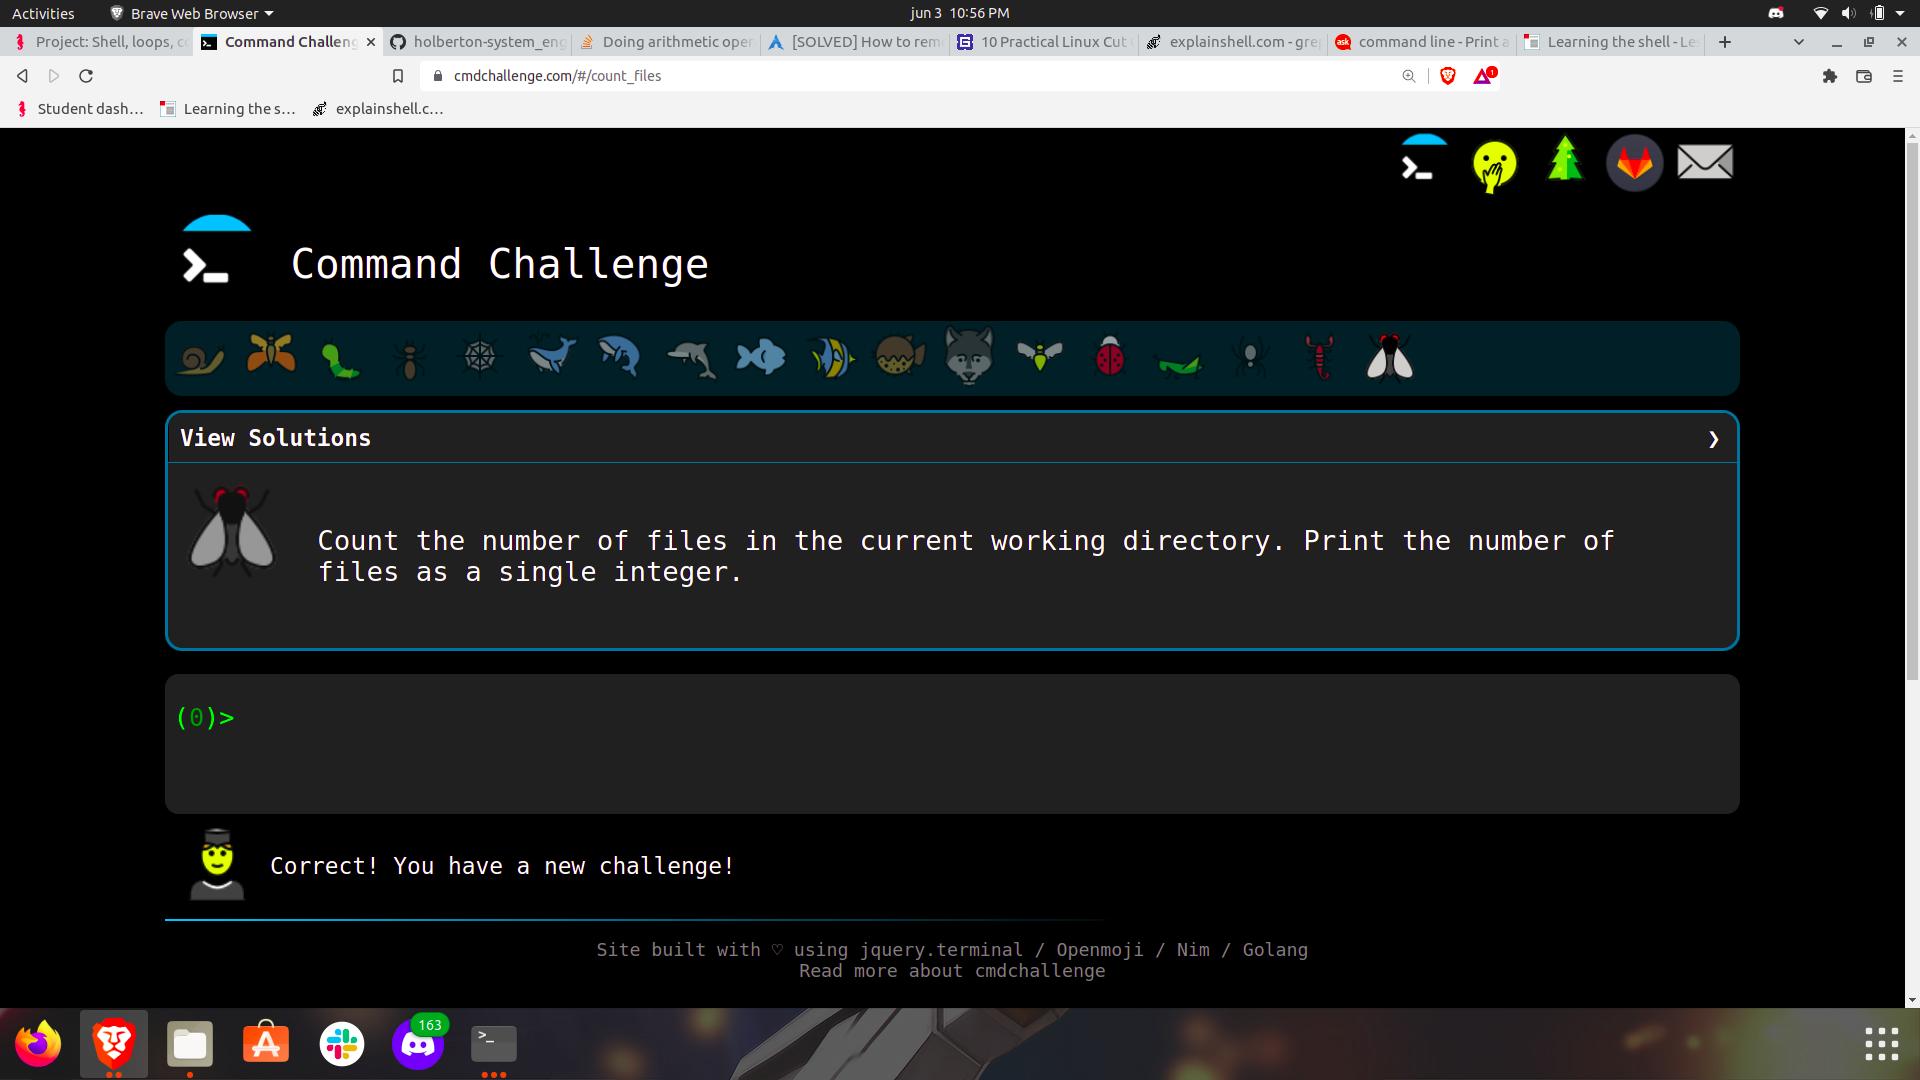 Activities
Brave Web Browser
jun 3 10:56 PM
Project: Shell, loops, c
Command Challeng
holberton-system_eng
Doing arithmetic oper
[SOLVED] How to rem
10 Practical Linux Cut
explainshell.com - gre
command line - Print a
Learning the shell - Le
cmdchallenge.com/#/count_files
1
Student dash…
Learning the s…
explainshell.c…
Command Challenge
View Solutions
Count the number of files in the current working directory. Print the number of
files as a single integer.
(0)>
Correct! You have a new challenge!
Site built with ♡ using jquery.terminal / Openmoji / Nim / Golang
Read more about cmdchallenge
163